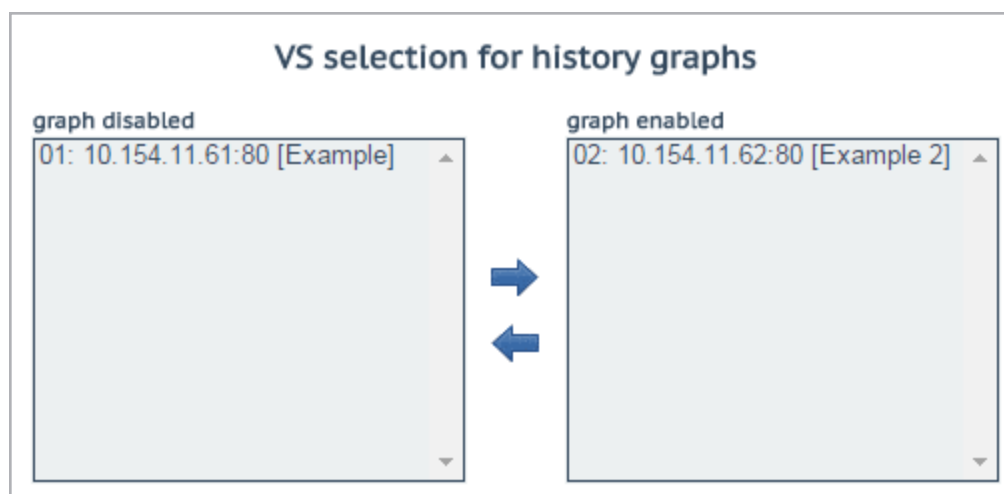 VS selection for history graphs
graph disabled
01: 10.154.11.61:80 [Example]
graph enabled
02: 10.154.11.62:80 [Example 2]